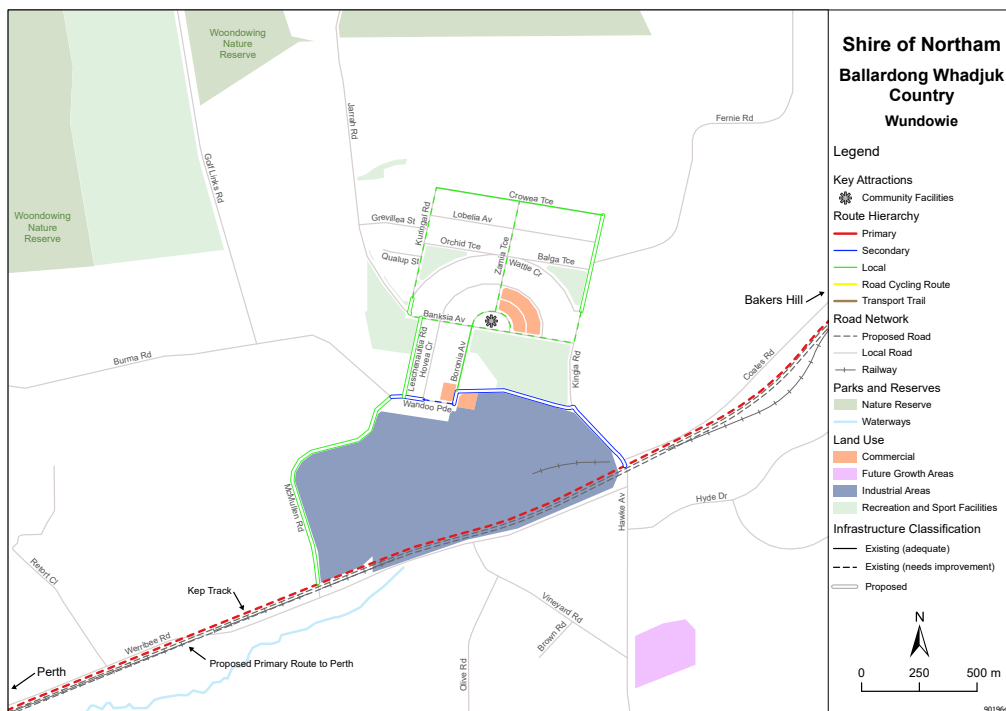 Woondowing
Nature
Reserve
Woondowing
Nature
Reserve
Golf Links Rd
Jarrah Rd
Fernie Rd
Crowea Tce
Kuringal Rd
Lobelia Av
Grevillea St
Orchid Tce
Zamia Tce
Balga Tce
Qualup St
Wattle Cr
Banksia Av
Leschenaultia Rd
Hovea Cr
Boronia Av
Kinga Rd
Burma Rd
Wandoo Pde
Coates Rd
Bakers Hill
McMullen Rd
Hawke Av
Hyde Dr
Retort Cl
Kep Track
Werribee Rd
Proposed Primary Route to Perth
Perth
Vineyard Rd
Brown Rd
Olive Rd
Shire of Northam
Ballardong Whadjuk
Country
Wundowie
Legend
Key Attractions
Community Facilities
Route Hierarchy
Primary
Secondary
Local
Road Cycling Route
Transport Trail
Road Network
Proposed Road
Local Road
Railway
Parks and Reserves
Nature Reserve
Waterways
Land Use
Commercial
Future Growth Areas
Industrial Areas
Recreation and Sport Facilities
Infrastructure Classification
Existing (adequate)
Existing (needs improvement)
Proposed
N
0 250 500 m